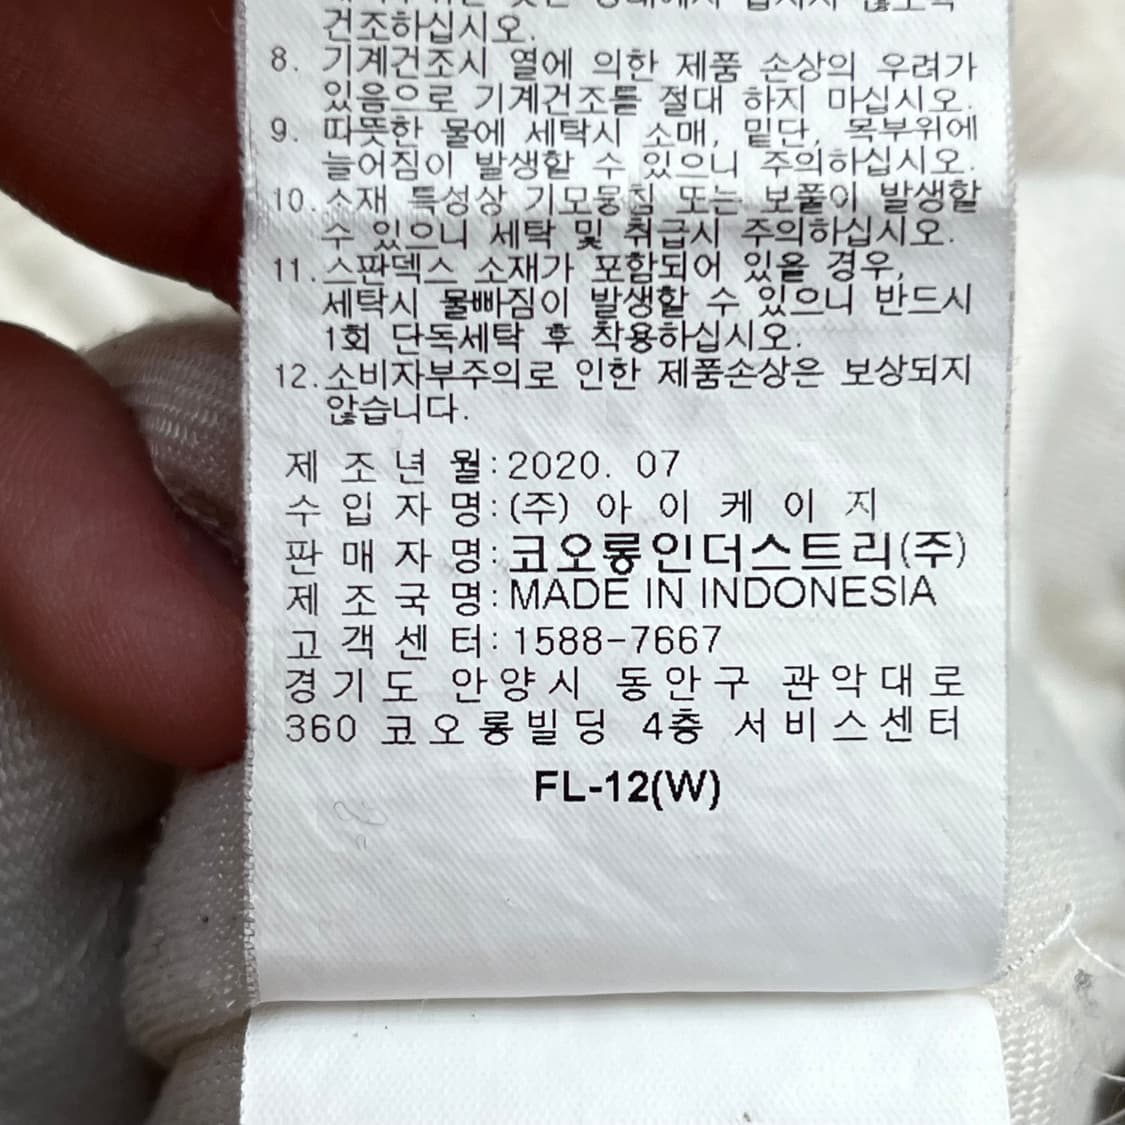 건조하십시오.
8. 기계건조시 열에 의한 제품 손상의 우려가
있음으로 기계건조를 절대 하지 마십시오.
9. 따뜻한 물에 세탁시 소매, 밑단, 목부위에
늘어짐이 발생할 수 있으니 주의하십시오.
10. 소재 특성상 기모뭉침 또는 보풀이 발생할
수 있으니 세탁 및 취급시 주의하십시오.
11. 스판덱스 소재가 포함되어 있을 경우,
세탁시 물빠짐이 발생할 수 있으니 반드시
1회 단독세탁 후 착용하십시오.
12. 소비자부주의로 인한 제품손상은 보상되지
않습니다.
제 조 년 월: 2020. 07
수 입 자 명: (주) 아 이 케 이 지
판 매 자 명: 코오롱인더스트리(주)
제 조 국 명: MADE IN INDONESIA
고 객 센 터: 1588-7667
경기도 안양시 동안구 관악대로
360 코오롱빌딩 4층 서비스센터
FL-12(W)